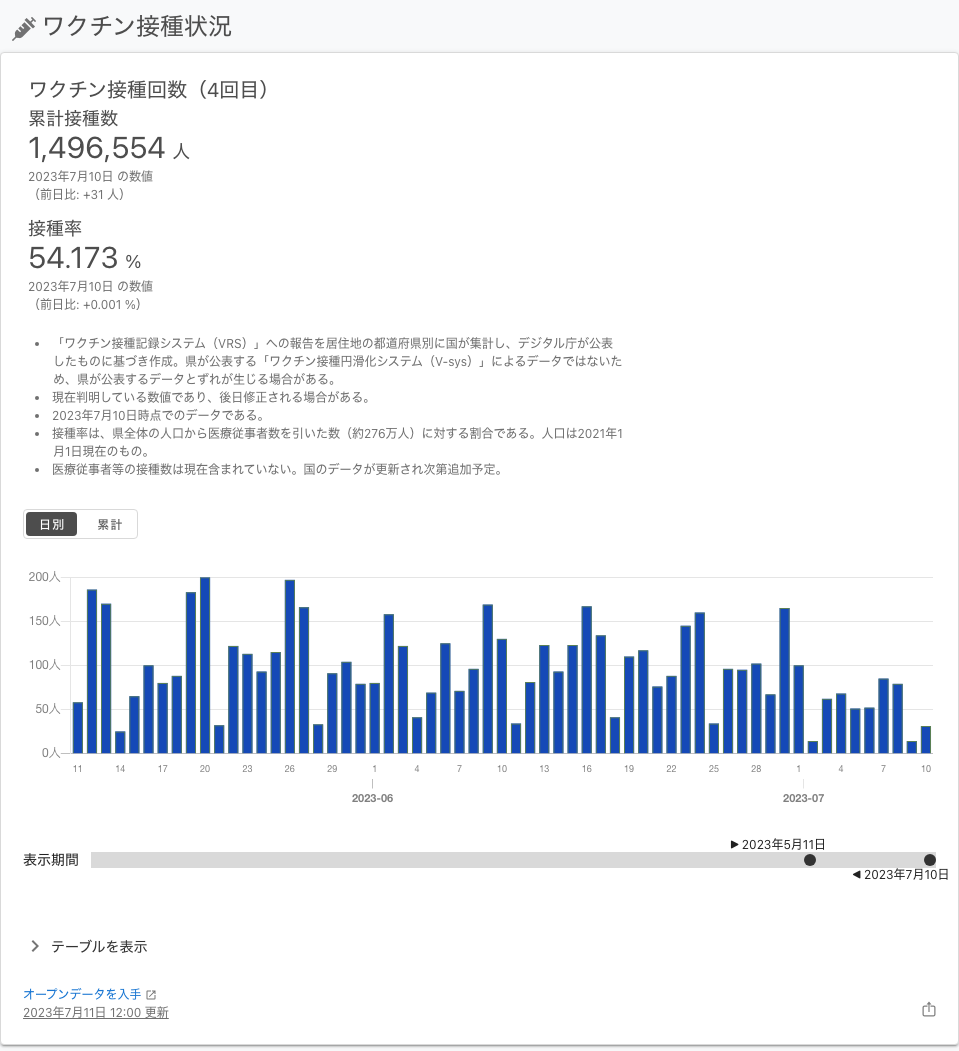 ワクチン接種状況
ワクチン接種回数（4回目）
累計接種数
1,496,554 人
2023年7月10日 の数値
（前日比: +31 人）
接種率
54.173 %
2023年7月10日 の数値
（前日比: +0.001 %）
• 「ワクチン接種記録システム（VRS）」への報告を居住地の都道府県別に国が集計し、デジタル庁が公表
したものに基づき作成。県が公表する「ワクチン接種円滑化システム（V-sys）」によるデータではないた
め、県が公表するデータとずれが生じる場合がある。
• 現在判明している数値であり、後日修正される場合がある。
• 2023年7月10日時点でのデータである。
• 接種率は、県全体の人口から医療従事者数を引いた数（約276万人）に対する割合である。人口は2021年1
月1日現在のもの。
• 医療従事者等の接種数は現在含まれていない。国のデータが更新され次第追加予定。
日別 累計
200人
150人
100人
50人
0人
11 14 17 20 23 26 29 1 4 7 10 13 16 19 22 25 28 1 4 7 10
2023-06 2023-07
▶ 2023年5月11日
表示期間
◀ 2023年7月10日
テーブルを表示
オープンデータを入手
2023年7月11日 12:00 更新